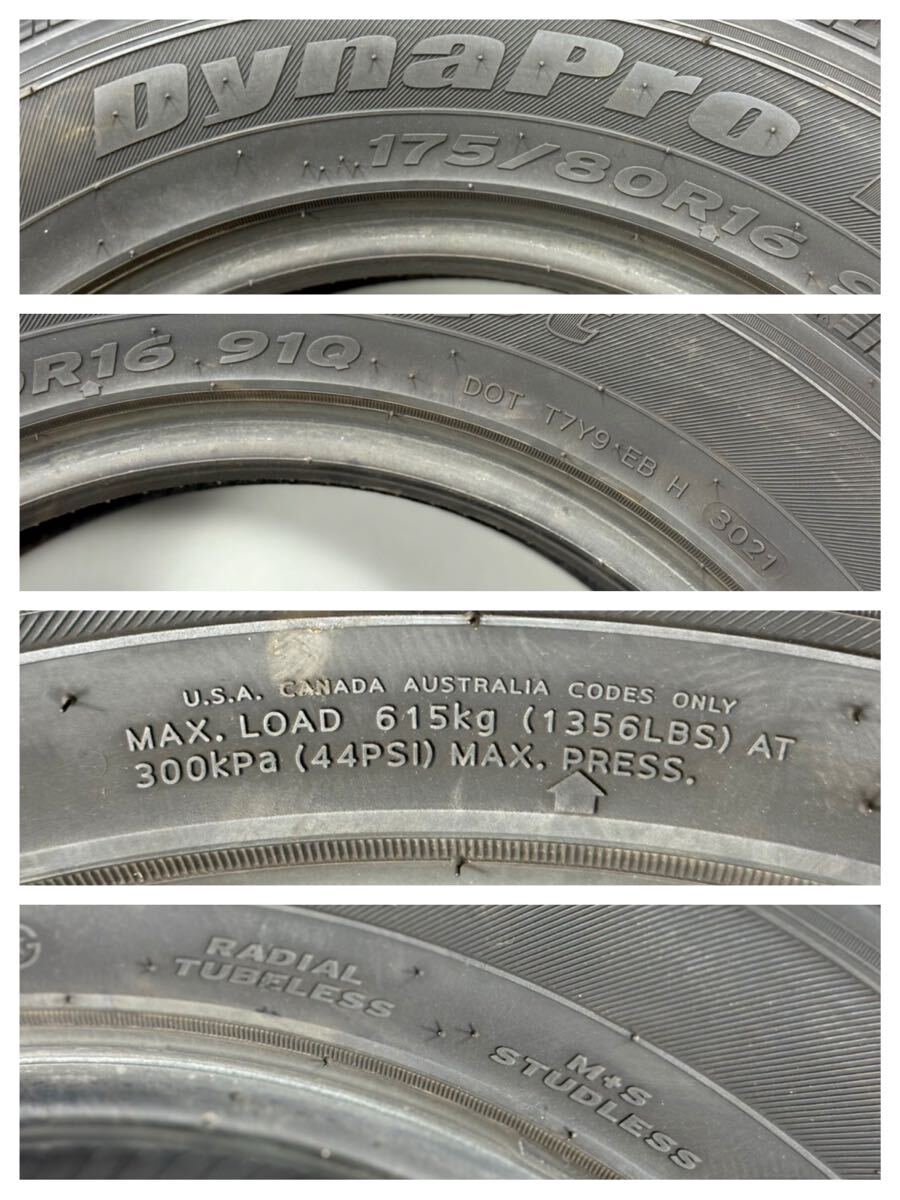 DynaPro
175/80R16
R16 91Q
DOT T7Y9 EB H 3021
U.S.A. CANADA AUSTRALIA CODES ONLY
MAX. LOAD 615kg (1356LBS) AT
300kPa (44PSI) MAX. PRESS.
RADIAL
TUBELESS
M+S
STUDLESS